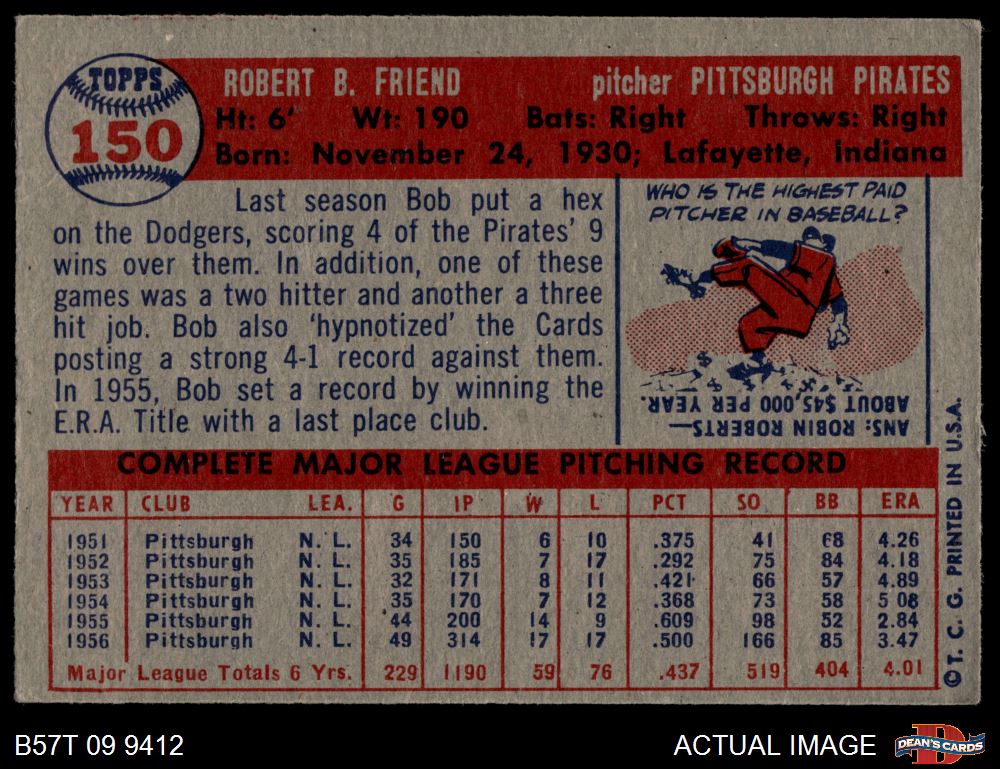 TOPPS
150
ROBERT B. FRIEND pitcher PITTSBURGH PIRATES
Ht: 6' Wt: 190 Bats: Right Throws: Right
Born: November 24, 1930; Lafayette, Indiana
Last season Bob put a hex
on the Dodgers, scoring 4 of the Pirates' 9
wins over them. In addition, one of these
games was a two hitter and another a three
hit job. Bob also 'hypnotized' the Cards
posting a strong 4-1 record against them.
In 1955, Bob set a record by winning the
E.R.A. Title with a last place club.
WHO IS THE HIGHEST PAID
PITCHER IN BASEBALL?
ANS: ROBIN ROBERTS—
ABOUT $45,000 PER YEAR.
COMPLETE MAJOR LEAGUE PITCHING RECORD
YEAR CLUB LEA. G IP W L PCT SO BB ERA
1951 Pittsburgh N. L. 34 150 6 10 .375 41 68 4.26
1952 Pittsburgh N. L. 35 185 7 17 .292 75 84 4.18
1953 Pittsburgh N. L. 32 171 8 11 .421 66 57 4.89
1954 Pittsburgh N. L. 35 170 7 12 .368 73 58 5 08
1955 Pittsburgh N. L. 44 200 14 9 .609 98 52 2.84
1956 Pittsburgh N. L. 49 314 17 17 .500 166 85 3.47
Major League Totals 6 Yrs. 229 1190 59 76 .437 519 404 4.01
© T. C. G. PRINTED IN U.S.A.
B57T 09 9412 ACTUAL IMAGE
D
DEAN'S CARDS